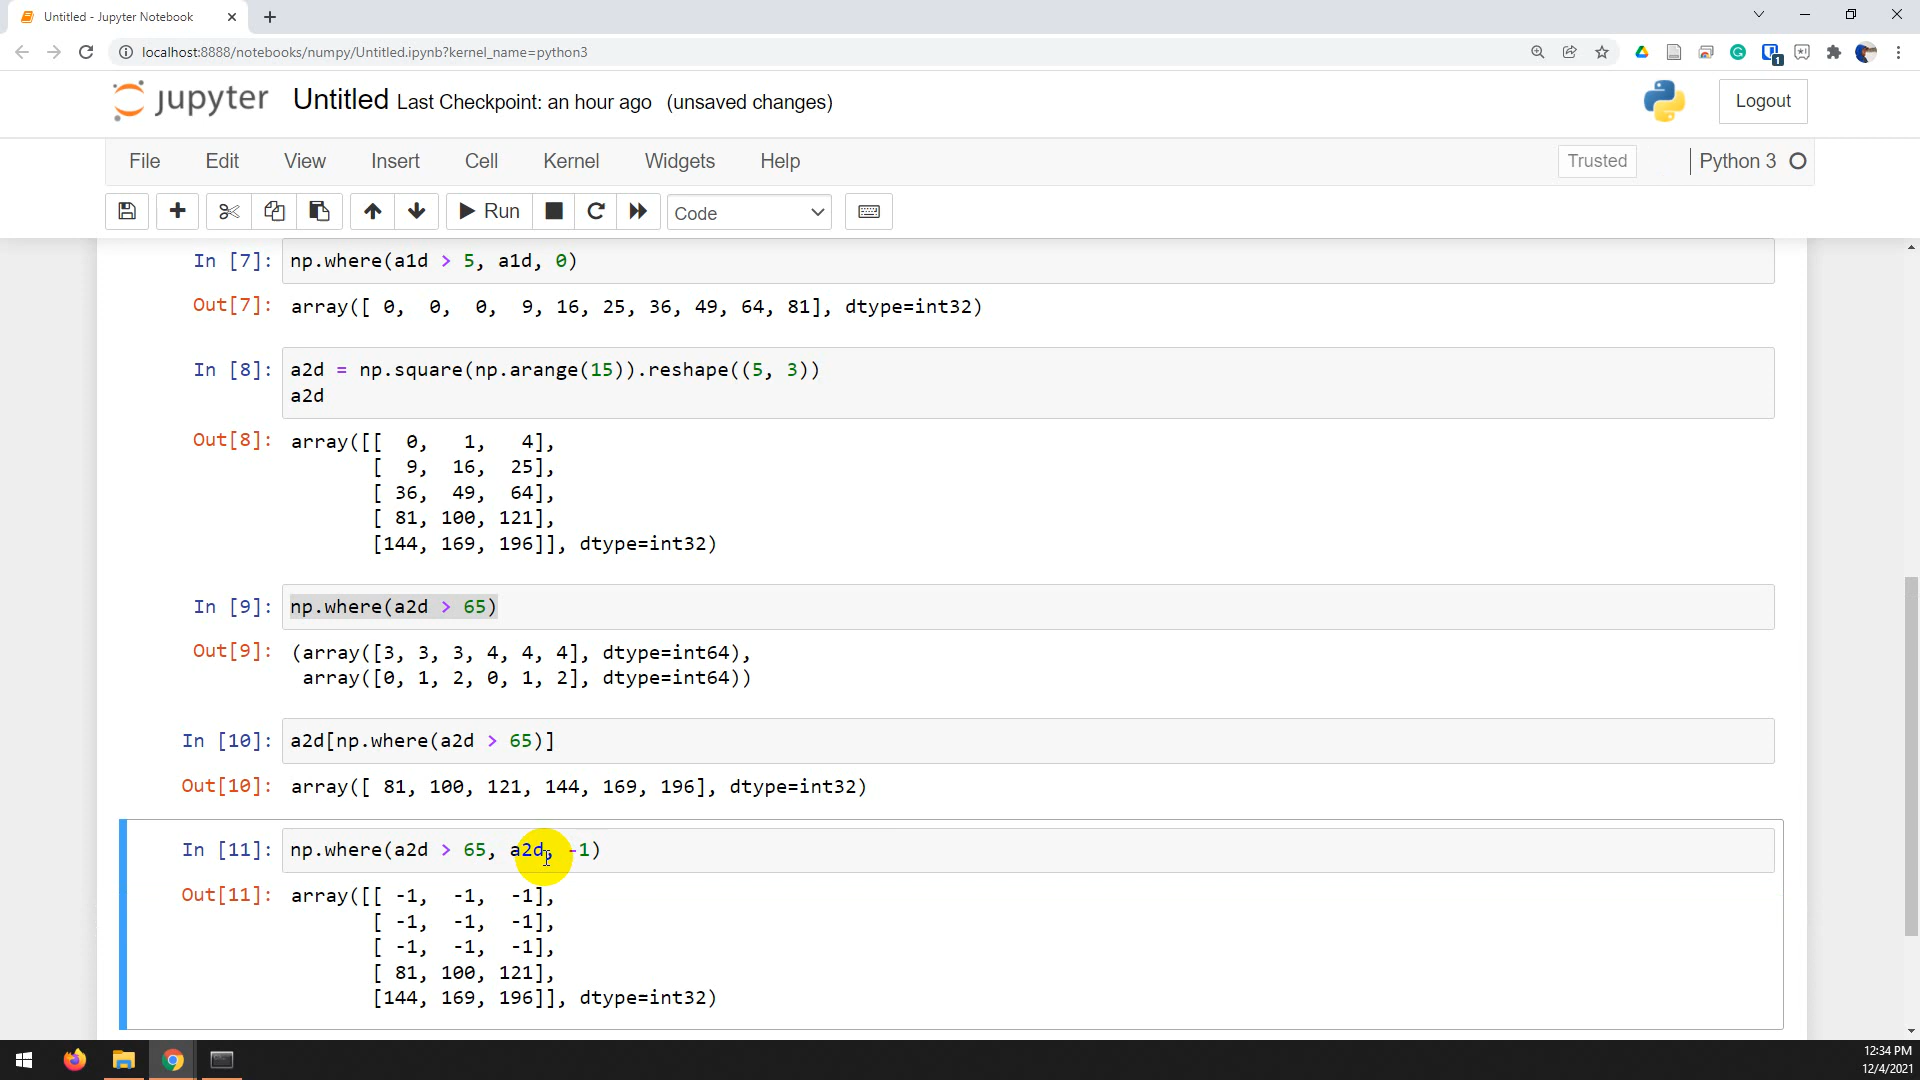 Untitled - Jupyter Notebook
localhost:8888/notebooks/numpy/Untitled.ipynb?kernel_name=python3
1
jupyter Untitled Last Checkpoint: an hour ago (unsaved changes)
Logout
File Edit View Insert Cell Kernel Widgets Help
Trusted
Python 3
Run
Code
In [7]: np.where(a1d > 5, a1d, 0)
Out[7]: array([ 0, 0, 0, 9, 16, 25, 36, 49, 64, 81], dtype=int32)
In [8]: a2d = np.square(np.arange(15)).reshape((5, 3))
a2d
Out[8]: array([[ 0, 1, 4],
[ 9, 16, 25],
[ 36, 49, 64],
[ 81, 100, 121],
[144, 169, 196]], dtype=int32)
In [9]: np.where(a2d > 65)
Out[9]: (array([3, 3, 3, 4, 4, 4], dtype=int64),
array([0, 1, 2, 0, 1, 2], dtype=int64))
In [10]: a2d[np.where(a2d > 65)]
Out[10]: array([ 81, 100, 121, 144, 169, 196], dtype=int32)
In [11]: np.where(a2d > 65, a2d, -1)
Out[11]: array([[ -1, -1, -1],
[ -1, -1, -1],
[ -1, -1, -1],
[ 81, 100, 121],
[144, 169, 196]], dtype=int32)
12:34 PM
12/4/2021